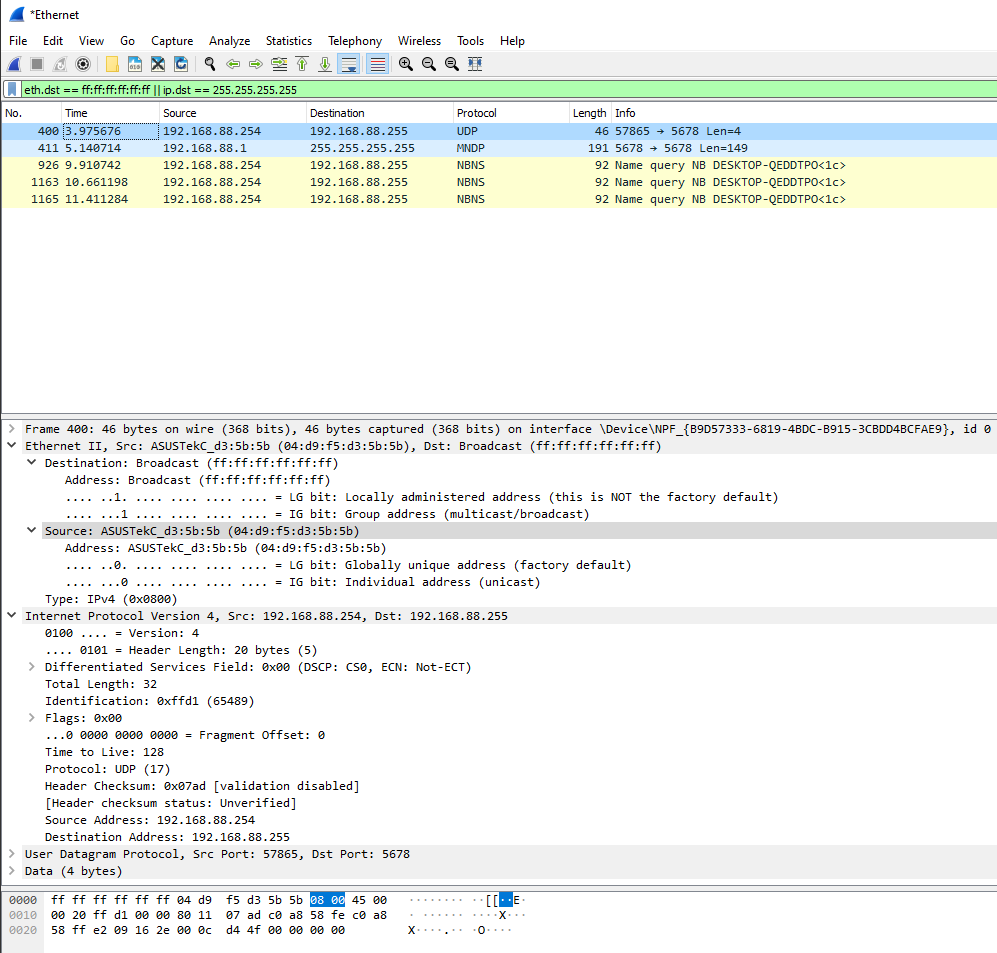 *Ethernet
File Edit View Go Capture Analyze Statistics Telephony Wireless Tools Help
eth.dst == ff:ff:ff:ff:ff:ff || ip.dst == 255.255.255.255
No. Time Source Destination Protocol Length Info
400 3.975676 192.168.88.254 192.168.88.255 UDP 46 57865 → 5678 Len=4
411 5.140714 192.168.88.1 255.255.255.255 MNDP 191 5678 → 5678 Len=149
926 9.910742 192.168.88.254 192.168.88.255 NBNS 92 Name query NB DESKTOP-QEDDTPO<1c>
1163 10.661198 192.168.88.254 192.168.88.255 NBNS 92 Name query NB DESKTOP-QEDDTPO<1c>
1165 11.411284 192.168.88.254 192.168.88.255 NBNS 92 Name query NB DESKTOP-QEDDTPO<1c>
Frame 400: 46 bytes on wire (368 bits), 46 bytes captured (368 bits) on interface \Device\NPF_{B9D57333-6819-4BDC-B915-3CBDD4BCFAE9}, id 0
Ethernet II, Src: ASUSTekC_d3:5b:5b (04:d9:f5:d3:5b:5b), Dst: Broadcast (ff:ff:ff:ff:ff:ff)
Destination: Broadcast (ff:ff:ff:ff:ff:ff)
Address: Broadcast (ff:ff:ff:ff:ff:ff)
.... ..1. .... .... .... .... = LG bit: Locally administered address (this is NOT the factory default)
.... ...1 .... .... .... .... = IG bit: Group address (multicast/broadcast)
Source: ASUSTekC_d3:5b:5b (04:d9:f5:d3:5b:5b)
Address: ASUSTekC_d3:5b:5b (04:d9:f5:d3:5b:5b)
.... ..0. .... .... .... .... = LG bit: Globally unique address (factory default)
.... ...0 .... .... .... .... = IG bit: Individual address (unicast)
Type: IPv4 (0x0800)
Internet Protocol Version 4, Src: 192.168.88.254, Dst: 192.168.88.255
0100 .... = Version: 4
.... 0101 = Header Length: 20 bytes (5)
Differentiated Services Field: 0x00 (DSCP: CS0, ECN: Not-ECT)
Total Length: 32
Identification: 0xffd1 (65489)
Flags: 0x00
...0 0000 0000 0000 = Fragment Offset: 0
Time to Live: 128
Protocol: UDP (17)
Header Checksum: 0x07ad [validation disabled]
[Header checksum status: Unverified]
Source Address: 192.168.88.254
Destination Address: 192.168.88.255
User Datagram Protocol, Src Port: 57865, Dst Port: 5678
Data (4 bytes)
0000 ff ff ff ff ff ff 04 d9 f5 d3 5b 5b 08 00 45 00 ········ ··[[··E·
0010 00 20 ff d1 00 00 80 11 07 ad c0 a8 58 fe c0 a8 · ······ ····X···
0020 58 ff e2 09 16 2e 00 0c d4 4f 00 00 00 00 X····.·· ·O····